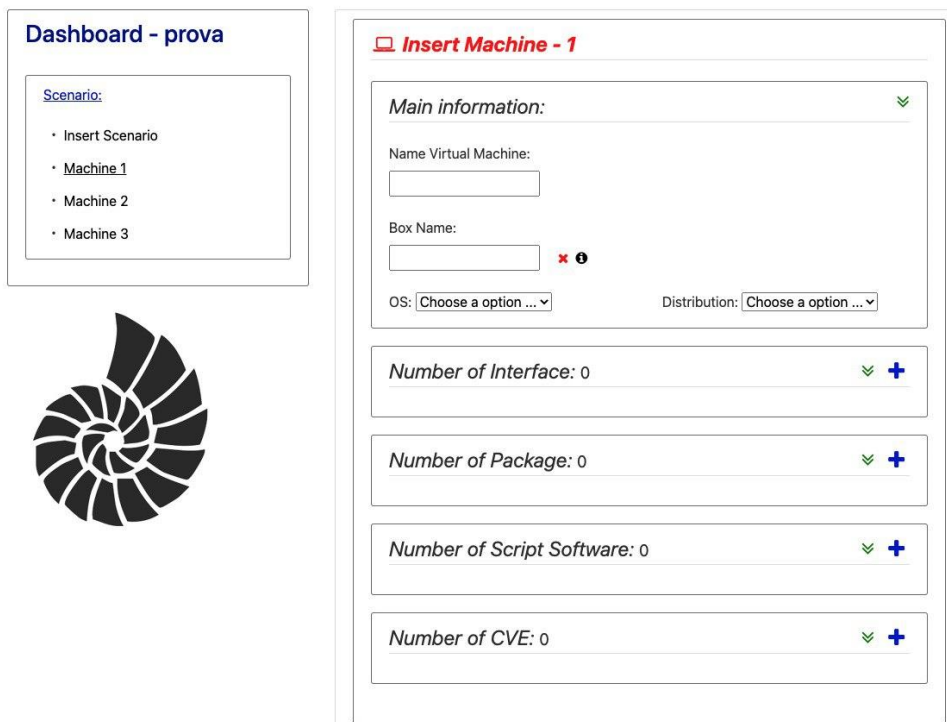 Dashboard - prova
Scenario:
Insert Scenario
Machine 1
Machine 2
Machine 3
Insert Machine - 1
Main information:
Name Virtual Machine:
Box Name:
OS: Choose a option ... Distribution: Choose a option ...
Number of Interface: 0
Number of Package: 0
Number of Script Software: 0
Number of CVE: 0